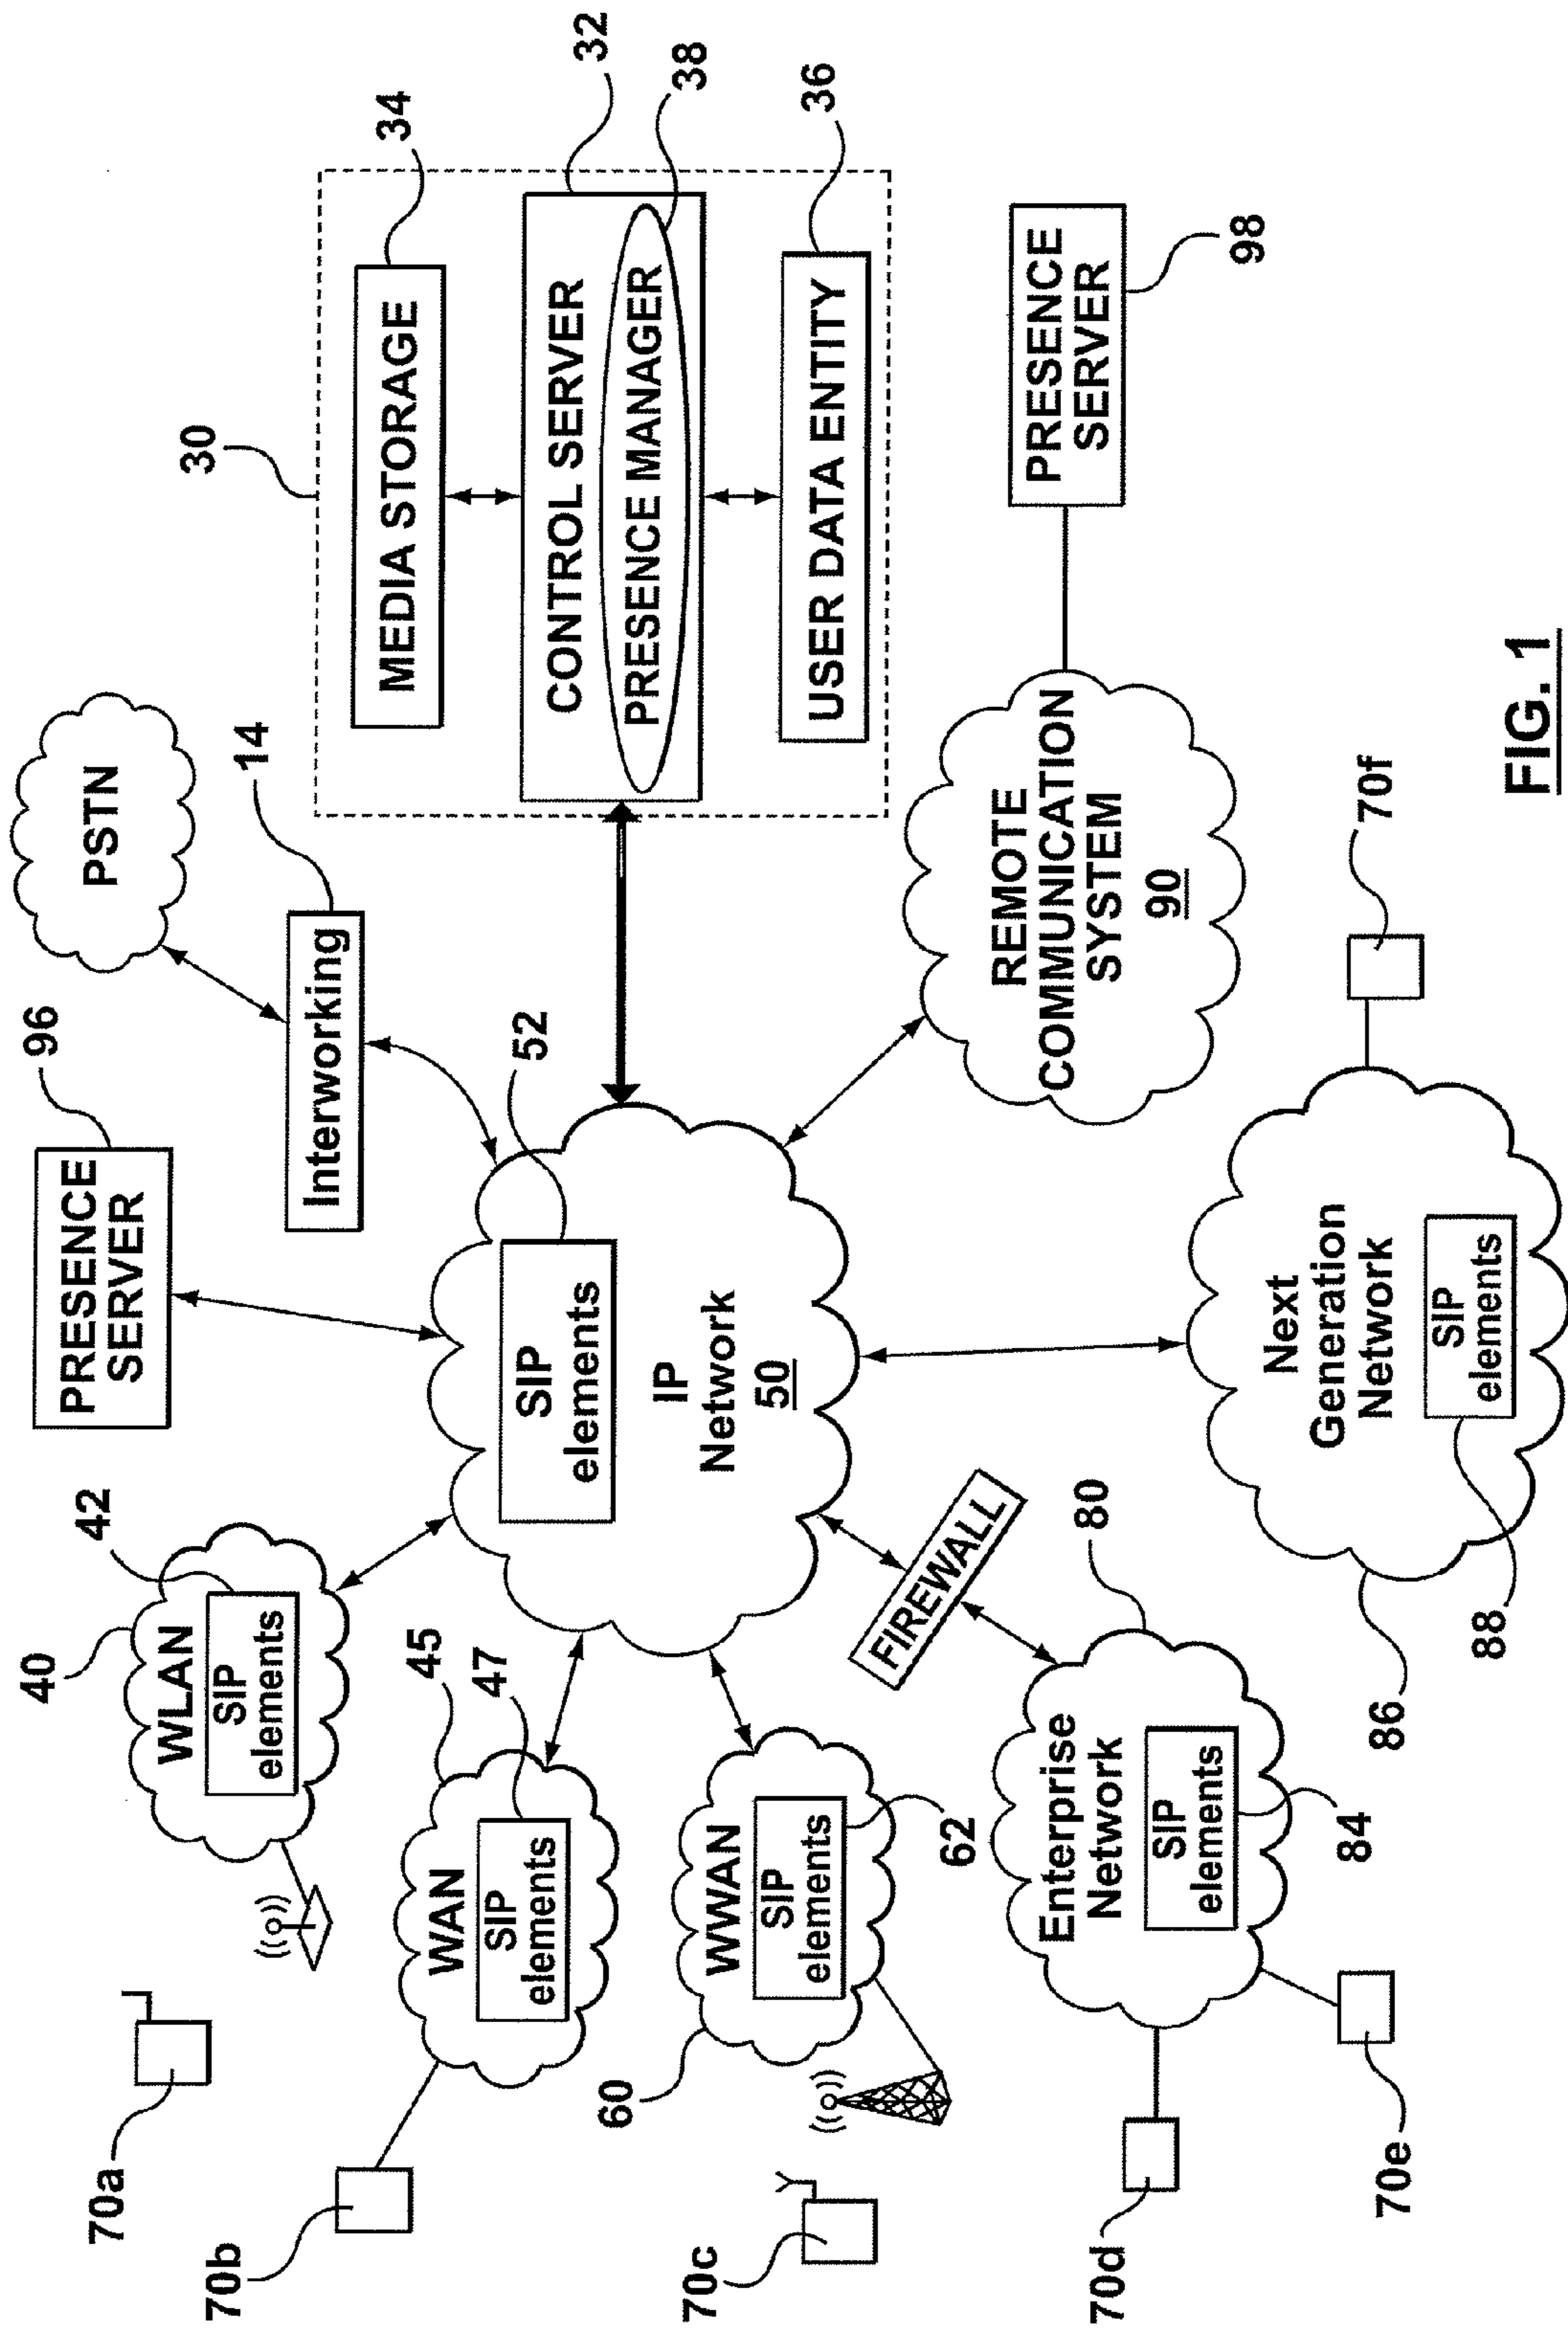 70a
40
42
WLAN
SIP
elements
96
PRESENCE
SERVER
PSTN
14
Interworking
30
34
MEDIA STORAGE
32
CONTROL SERVER
38
PRESENCE MANAGER
36
USER DATA ENTITY
70b
45
47
WAN
SIP
elements
52
SIP
elements
IP
Network
50
60
WWAN
SIP
elements
62
70c
FIREWALL
REMOTE
COMMUNICATION
SYSTEM
90
PRESENCE
SERVER
98
70d
80
Enterprise
Network
SIP
elements
84
70e
86
Next
Generation
Network
SIP
elements
88
70f
FIG. 1